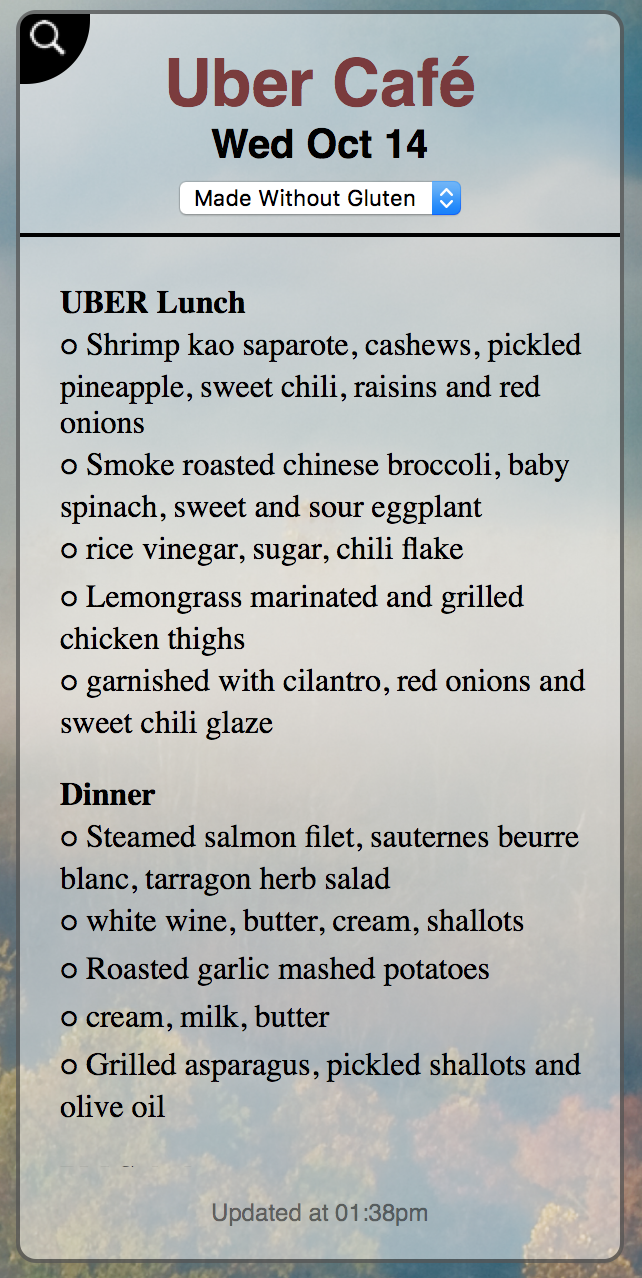 Uber Café
Wed Oct 14
Made Without Gluten
UBER Lunch
○ Shrimp kao saparote, cashews, pickled
pineapple, sweet chili, raisins and red
onions
○ Smoke roasted chinese broccoli, baby
spinach, sweet and sour eggplant
○ rice vinegar, sugar, chili flake
○ Lemongrass marinated and grilled
chicken thighs
○ garnished with cilantro, red onions and
sweet chili glaze
Dinner
○ Steamed salmon filet, sauternes beurre
blanc, tarragon herb salad
○ white wine, butter, cream, shallots
○ Roasted garlic mashed potatoes
○ cream, milk, butter
○ Grilled asparagus, pickled shallots and
olive oil
Updated at 01:38pm